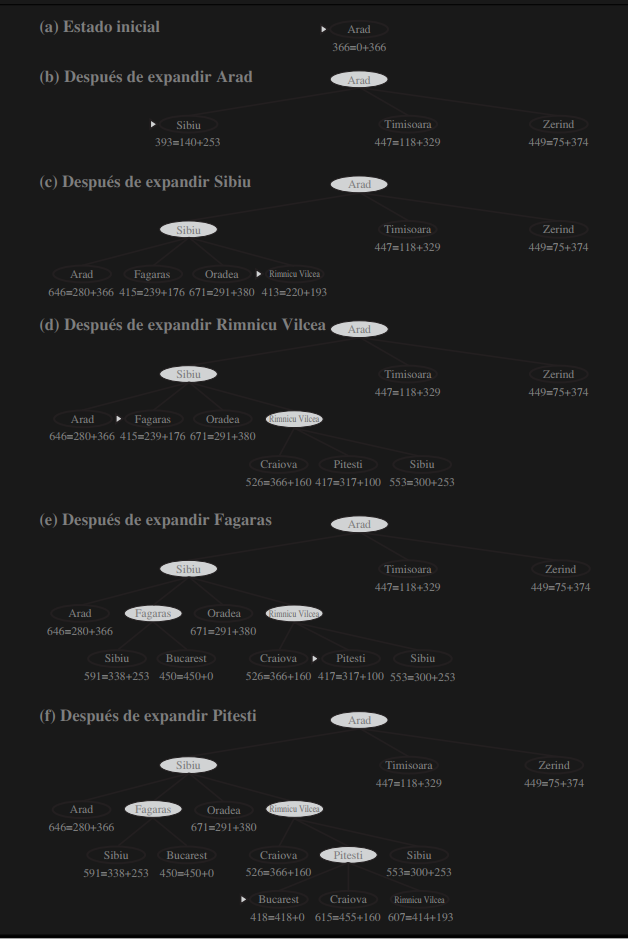 (a) Estado inicial
Arad
366=0+366
(b) Después de expandir Arad
Arad
Sibiu Timisoara Zerind
393=140+253 447=118+329 449=75+374
(c) Después de expandir Sibiu
Arad
Sibiu Timisoara Zerind
447=118+329 449=75+374
Arad Fagaras Oradea Rimnicu Vilcea
646=280+366 415=239+176 671=291+380 413=220+193
(d) Después de expandir Rimnicu Vilcea
Arad
Sibiu Timisoara Zerind
447=118+329 449=75+374
Arad Fagaras Oradea Rimnicu Vilcea
646=280+366 415=239+176 671=291+380
Craiova Pitesti Sibiu
526=366+160 417=317+100 553=300+253
(e) Después de expandir Fagaras
Arad
Sibiu Timisoara Zerind
447=118+329 449=75+374
Arad Fagaras Oradea Rimnicu Vilcea
646=280+366 671=291+380
Sibiu Bucarest Craiova Pitesti Sibiu
591=338+253 450=450+0 526=366+160 417=317+100 553=300+253
(f) Después de expandir Pitesti
Arad
Sibiu Timisoara Zerind
447=118+329 449=75+374
Arad Fagaras Oradea Rimnicu Vilcea
646=280+366 671=291+380
Sibiu Bucarest Craiova Pitesti Sibiu
591=338+253 450=450+0 526=366+160 553=300+253
Bucarest Craiova Rimnicu Vilcea
418=418+0 615=455+160 607=414+193